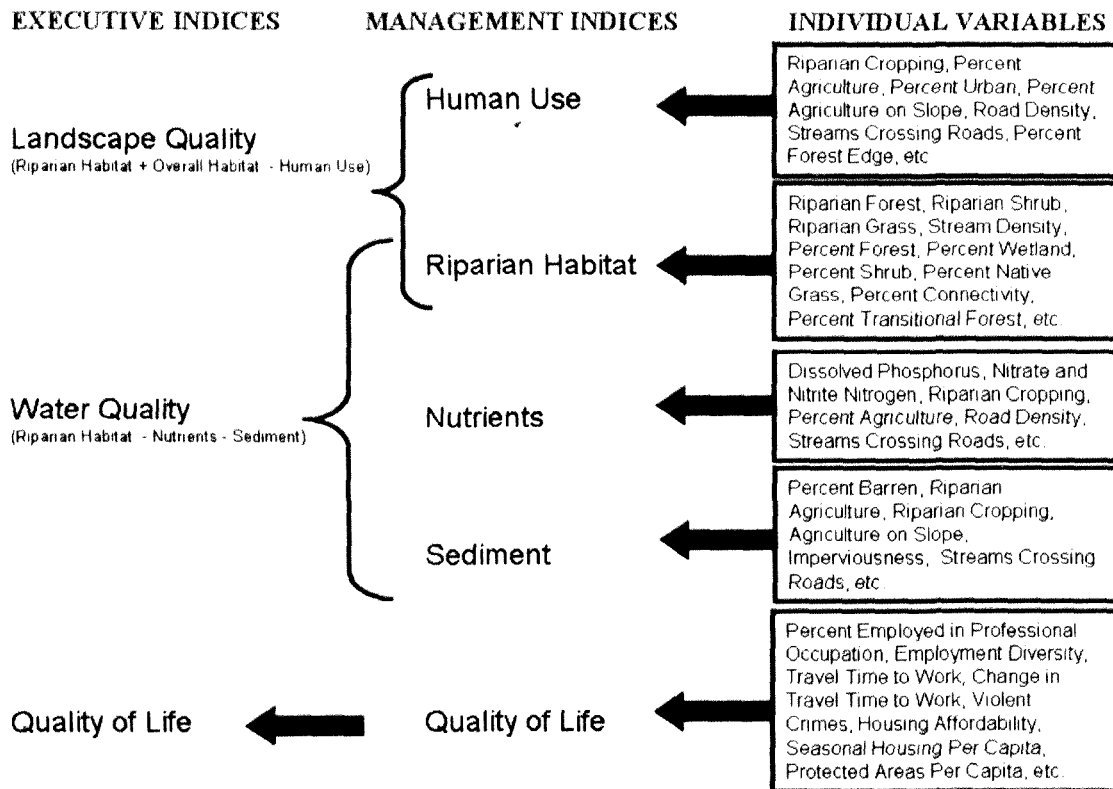 EXECUTIVE INDICES
MANAGEMENT INDICES
INDIVIDUAL VARIABLES
Landscape Quality
(Riparian Habitat + Overall Habitat - Human Use)
Water Quality
(Riparian Habitat - Nutrients - Sediment)
Quality of Life
Human Use
Riparian Habitat
Nutrients
Sediment
Quality of Life
Riparian Cropping, Percent
Agriculture, Percent Urban, Percent
Agriculture on Slope, Road Density,
Streams Crossing Roads, Percent
Forest Edge, etc
Riparian Forest, Riparian Shrub,
Riparian Grass, Stream Density,
Percent Forest, Percent Wetland,
Percent Shrub, Percent Native
Grass, Percent Connectivity,
Percent Transitional Forest, etc.
Dissolved Phosphorus, Nitrate and
Nitrite Nitrogen, Riparian Cropping,
Percent Agriculture, Road Density,
Streams Crossing Roads, etc.
Percent Barren, Riparian
Agriculture, Riparian Cropping,
Agriculture on Slope,
Imperviousness, Streams Crossing
Roads, etc
Percent Employed in Professional
Occupation, Employment Diversity,
Travel Time to Work, Change in
Travel Time to Work, Violent
Crimes, Housing Affordability,
Seasonal Housing Per Capita,
Protected Areas Per Capita, etc.